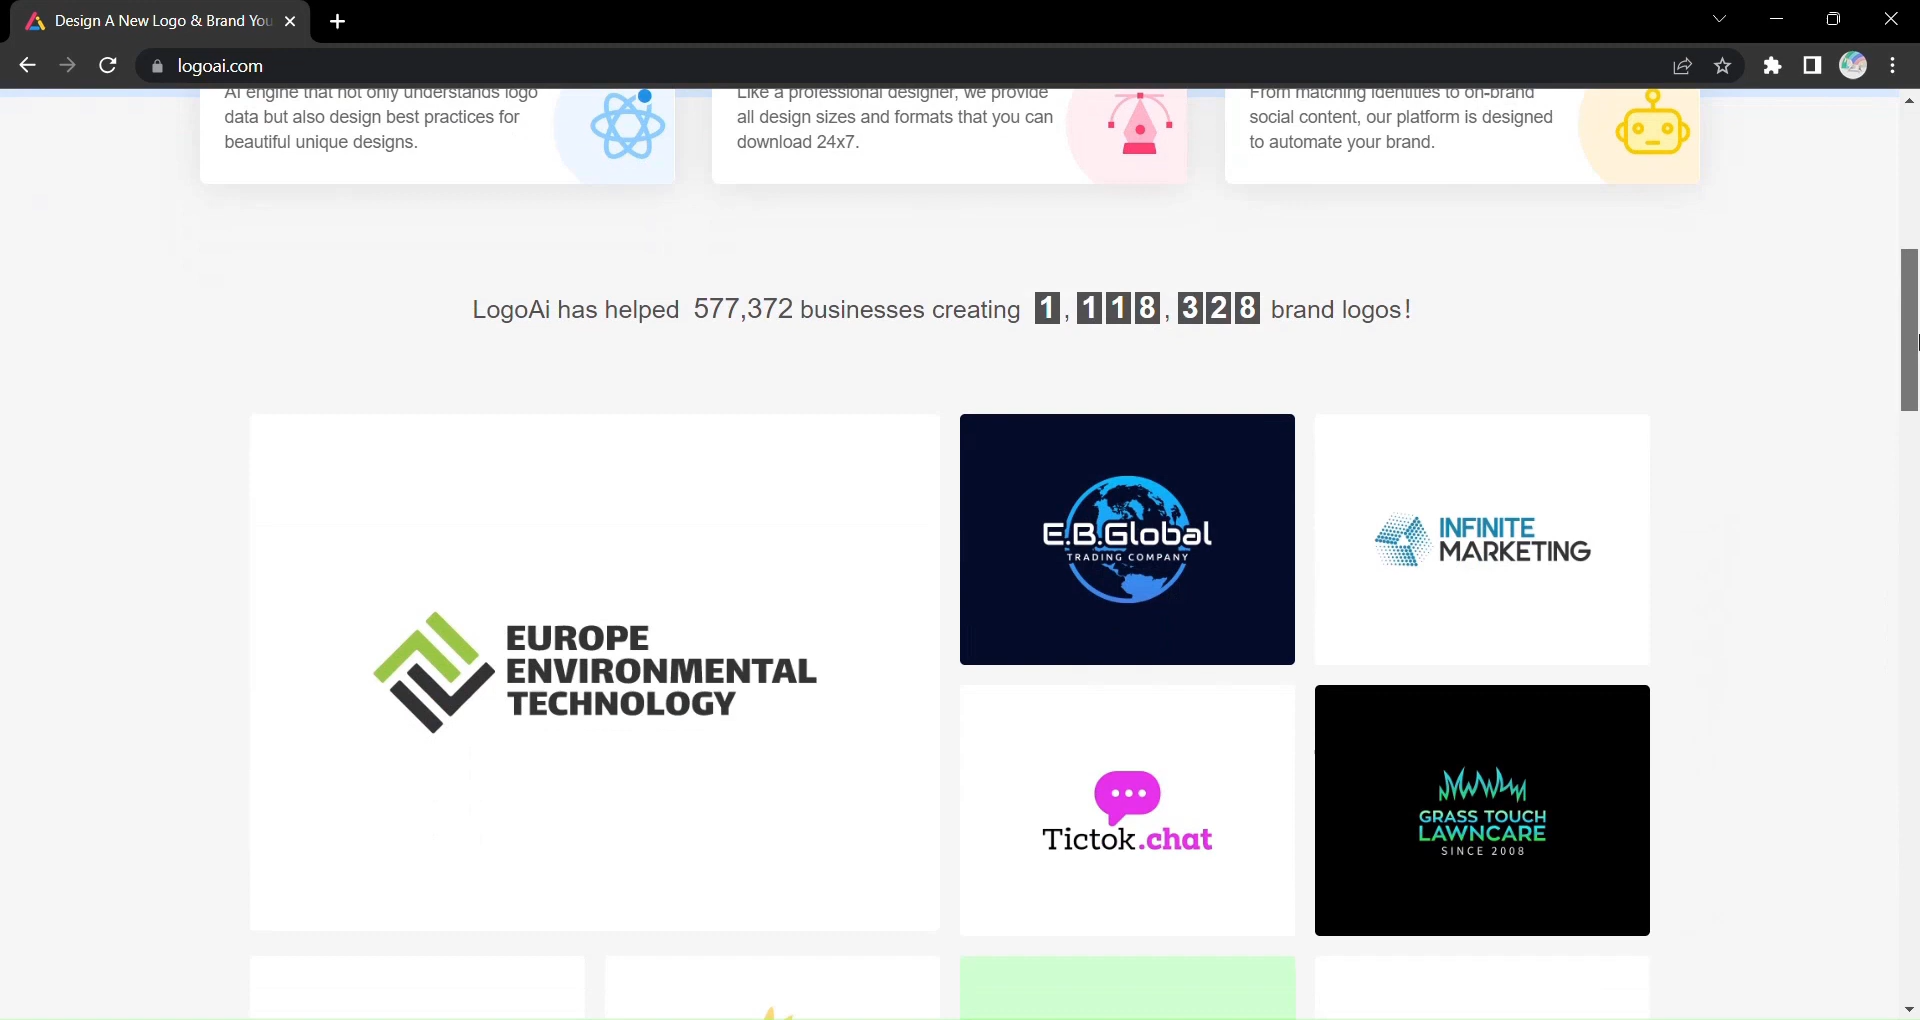 Design A New Logo & Brand You
logoai.com
AI engine that not only understands logo
data but also design best practices for
beautiful unique designs.
Like a professional designer, we provide
all design sizes and formats that you can
download 24x7.
From matching identities to on-brand
social content, our platform is designed
to automate your brand.
LogoAi has helped 577,372 businesses creating 1,118,328 brand logos!
EUROPE
ENVIRONMENTAL
TECHNOLOGY
E.B.Global
TRADING COMPANY
INFINITE
MARKETING
Tictok.chat
GRASS TOUCH
LAWNCARE
SINCE 2008